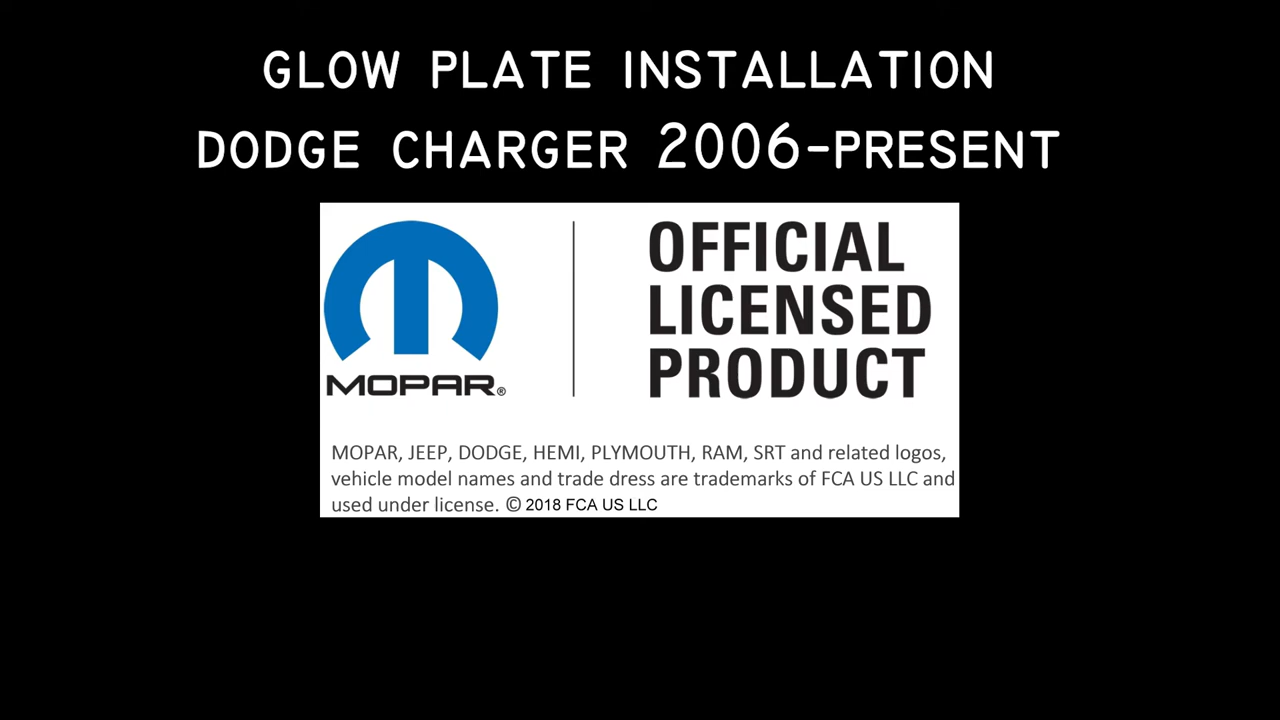 GLOW PLATE INSTALLATION
DODGE CHARGER 2006-PRESENT
OFFICIAL
LICENSED
PRODUCT
MOPAR®
MOPAR, JEEP, DODGE, HEMI, PLYMOUTH, RAM, SRT and related logos,
vehicle model names and trade dress are trademarks of FCA US LLC and
used under license. © 2018 FCA US LLC